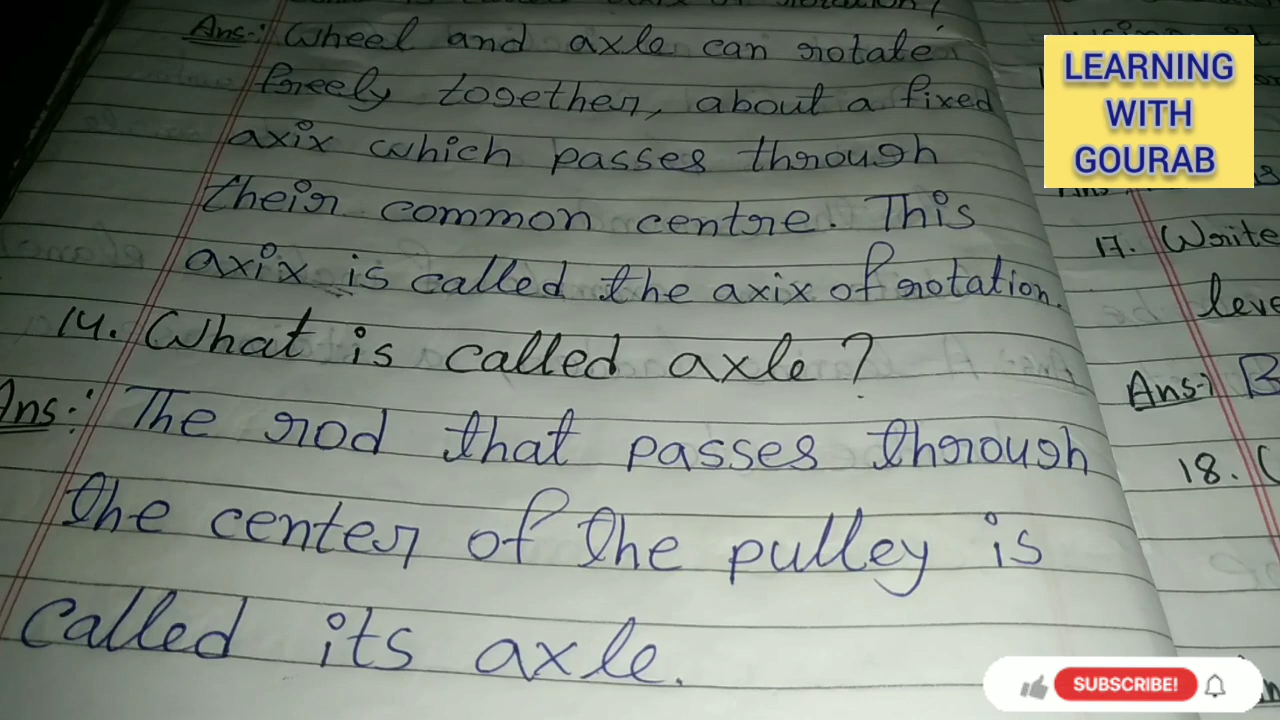 Ans:- Wheel and axle can rotate
freely together, about a fixed
axix which passes through
their common centre. This
axix is called the axix of rotation.
14. What is called axle?
Ans:- The rod that passes through
the center of the pulley is
called its axle.
LEARNING
WITH
GOURAB
17. Write
leve
Ans:- B
18.
SUBSCRIBE!